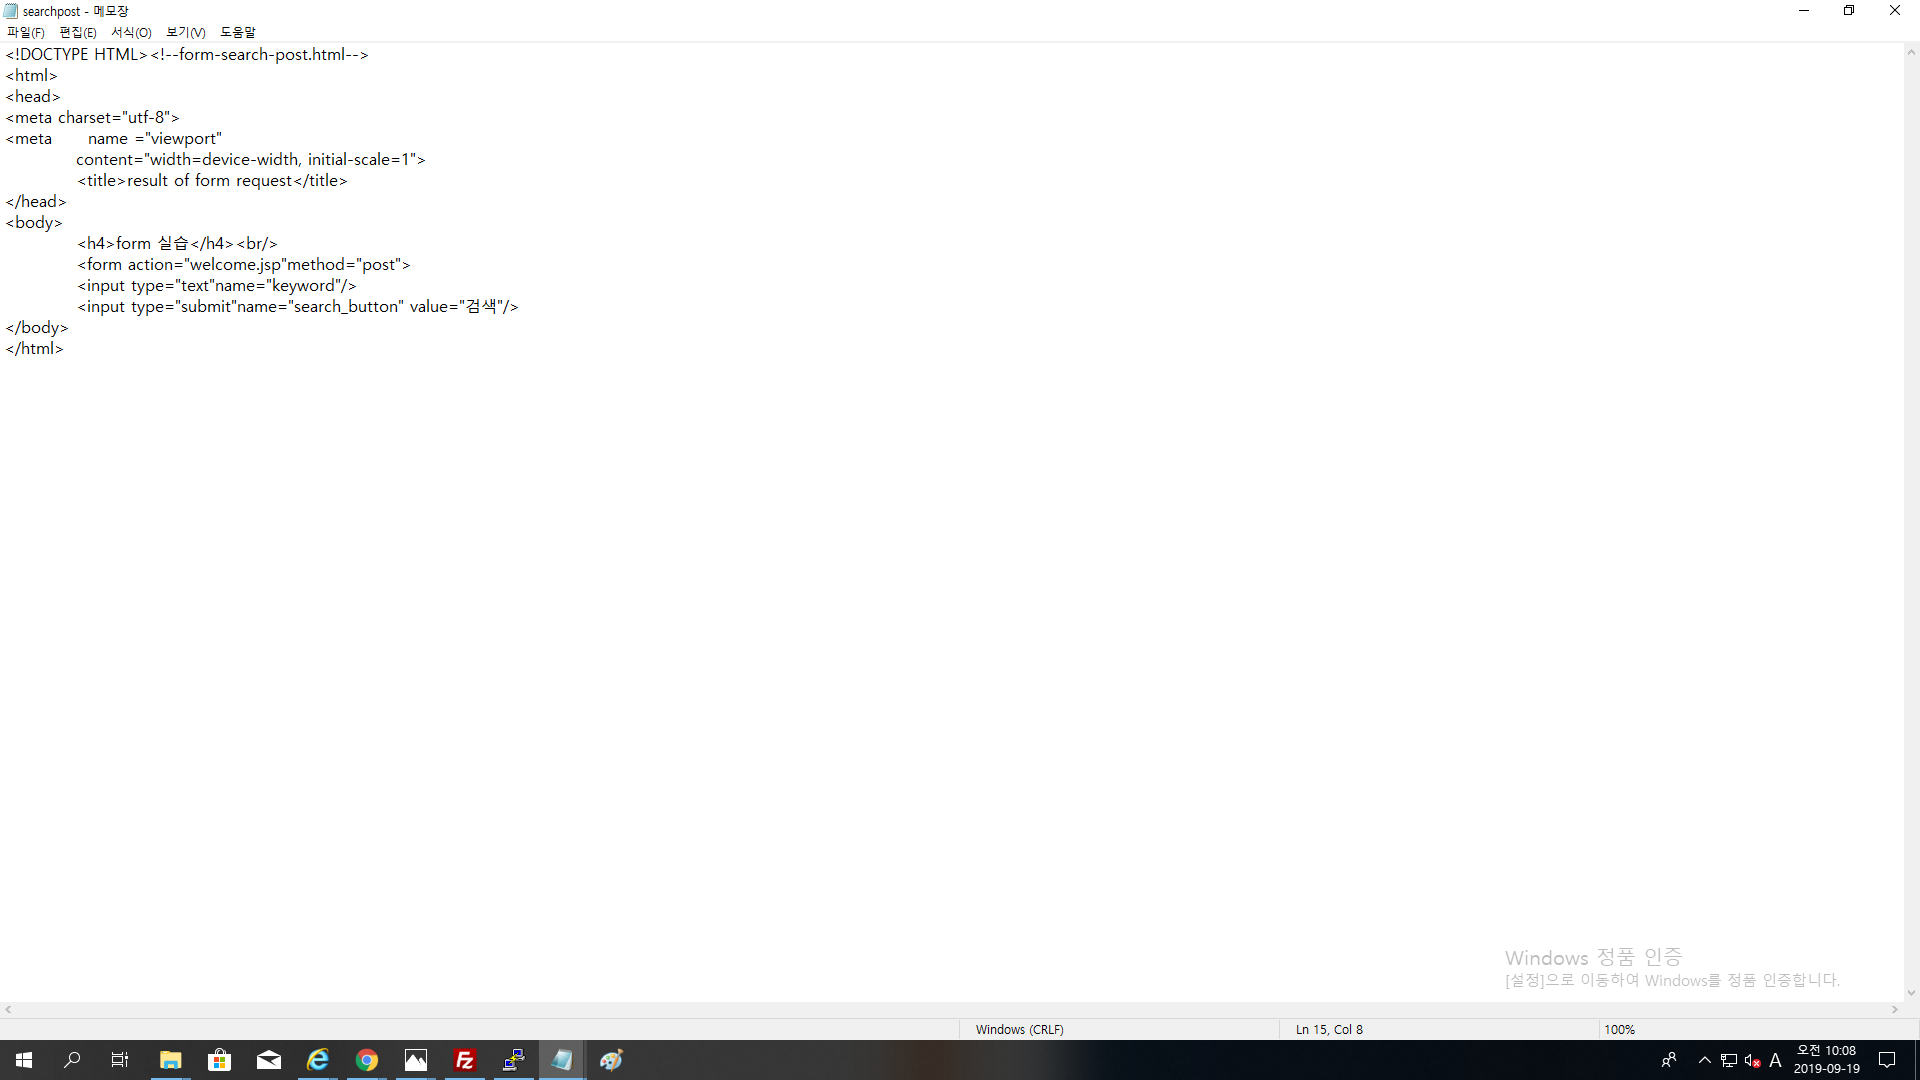 searchpost - 메모장
파일(F) 편집(E) 서식(O) 보기(V) 도움말
<!DOCTYPE HTML><!--form-search-post.html-->
<html>
<head>
<meta charset="utf-8">
<meta name ="viewport"
content="width=device-width, initial-scale=1">
<title>result of form request</title>
</head>
<body>
<h4>form 실습</h4><br/>
<form action="welcome.jsp"method="post">
<input type="text"name="keyword"/>
<input type="submit"name="search_button" value="검색"/>
</body>
</html>
Windows 정품 인증
[설정]으로 이동하여 Windows를 정품 인증합니다.
Windows (CRLF) Ln 15, Col 8 100%
A 오전 10:08
2019-09-19